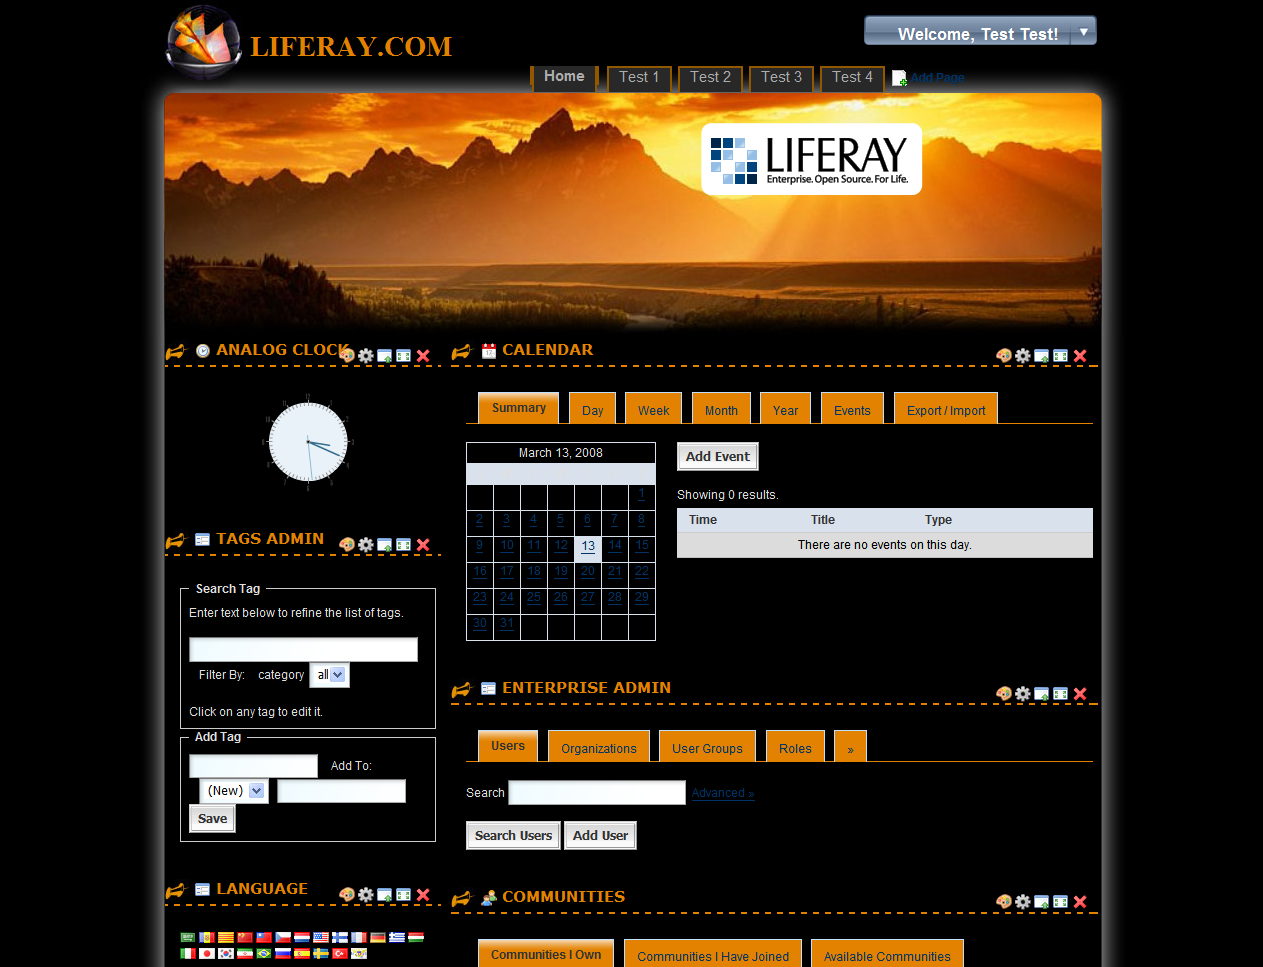 LIFERAY.COM
Welcome, Test Test!
Home Test 1 Test 2 Test 3 Test 4 Add Page
LIFERAY
Enterprise. Open Source. For Life.
ANALOG CLOCK
CALENDAR
Summary Day Week Month Year Events Export / Import
March 13, 2008
1
2 3 4 5 6 7 8
9 10 11 12 13 14 15
16 17 18 19 20 21 22
23 24 25 26 27 28 29
30 31
Add Event
Showing 0 results.
Time Title Type
There are no events on this day.
TAGS ADMIN
Search Tag
Enter text below to refine the list of tags.
Filter By: category all
Click on any tag to edit it.
Add Tag
Add To:
(New)
Save
ENTERPRISE ADMIN
Users Organizations User Groups Roles »
Search Advanced »
Search Users Add User
LANGUAGE
COMMUNITIES
Communities I Own Communities I Have Joined Available Communities